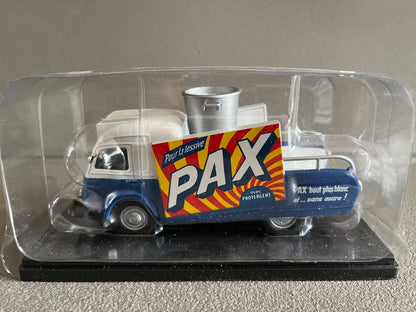 Pour la lessive
PAX
avec
PROTERGENT
PAX bout plus blanc
et... sans usure !